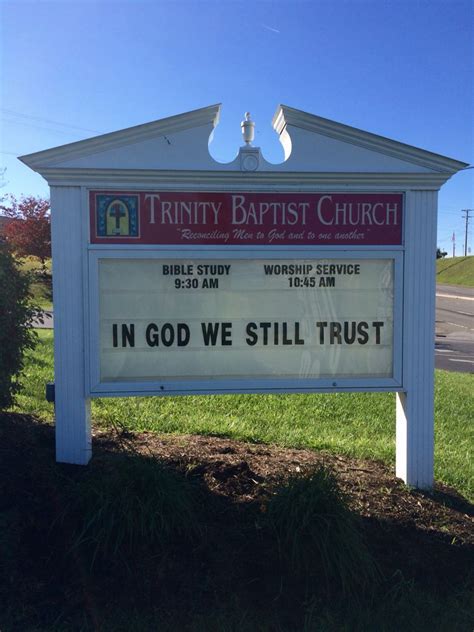 TRINITY BAPTIST CHURCH
"Reconciling Men to God and to one another"
BIBLE STUDY WORSHIP SERVICE
9:30 AM 10:45 AM
IN GOD WE STILL TRUST